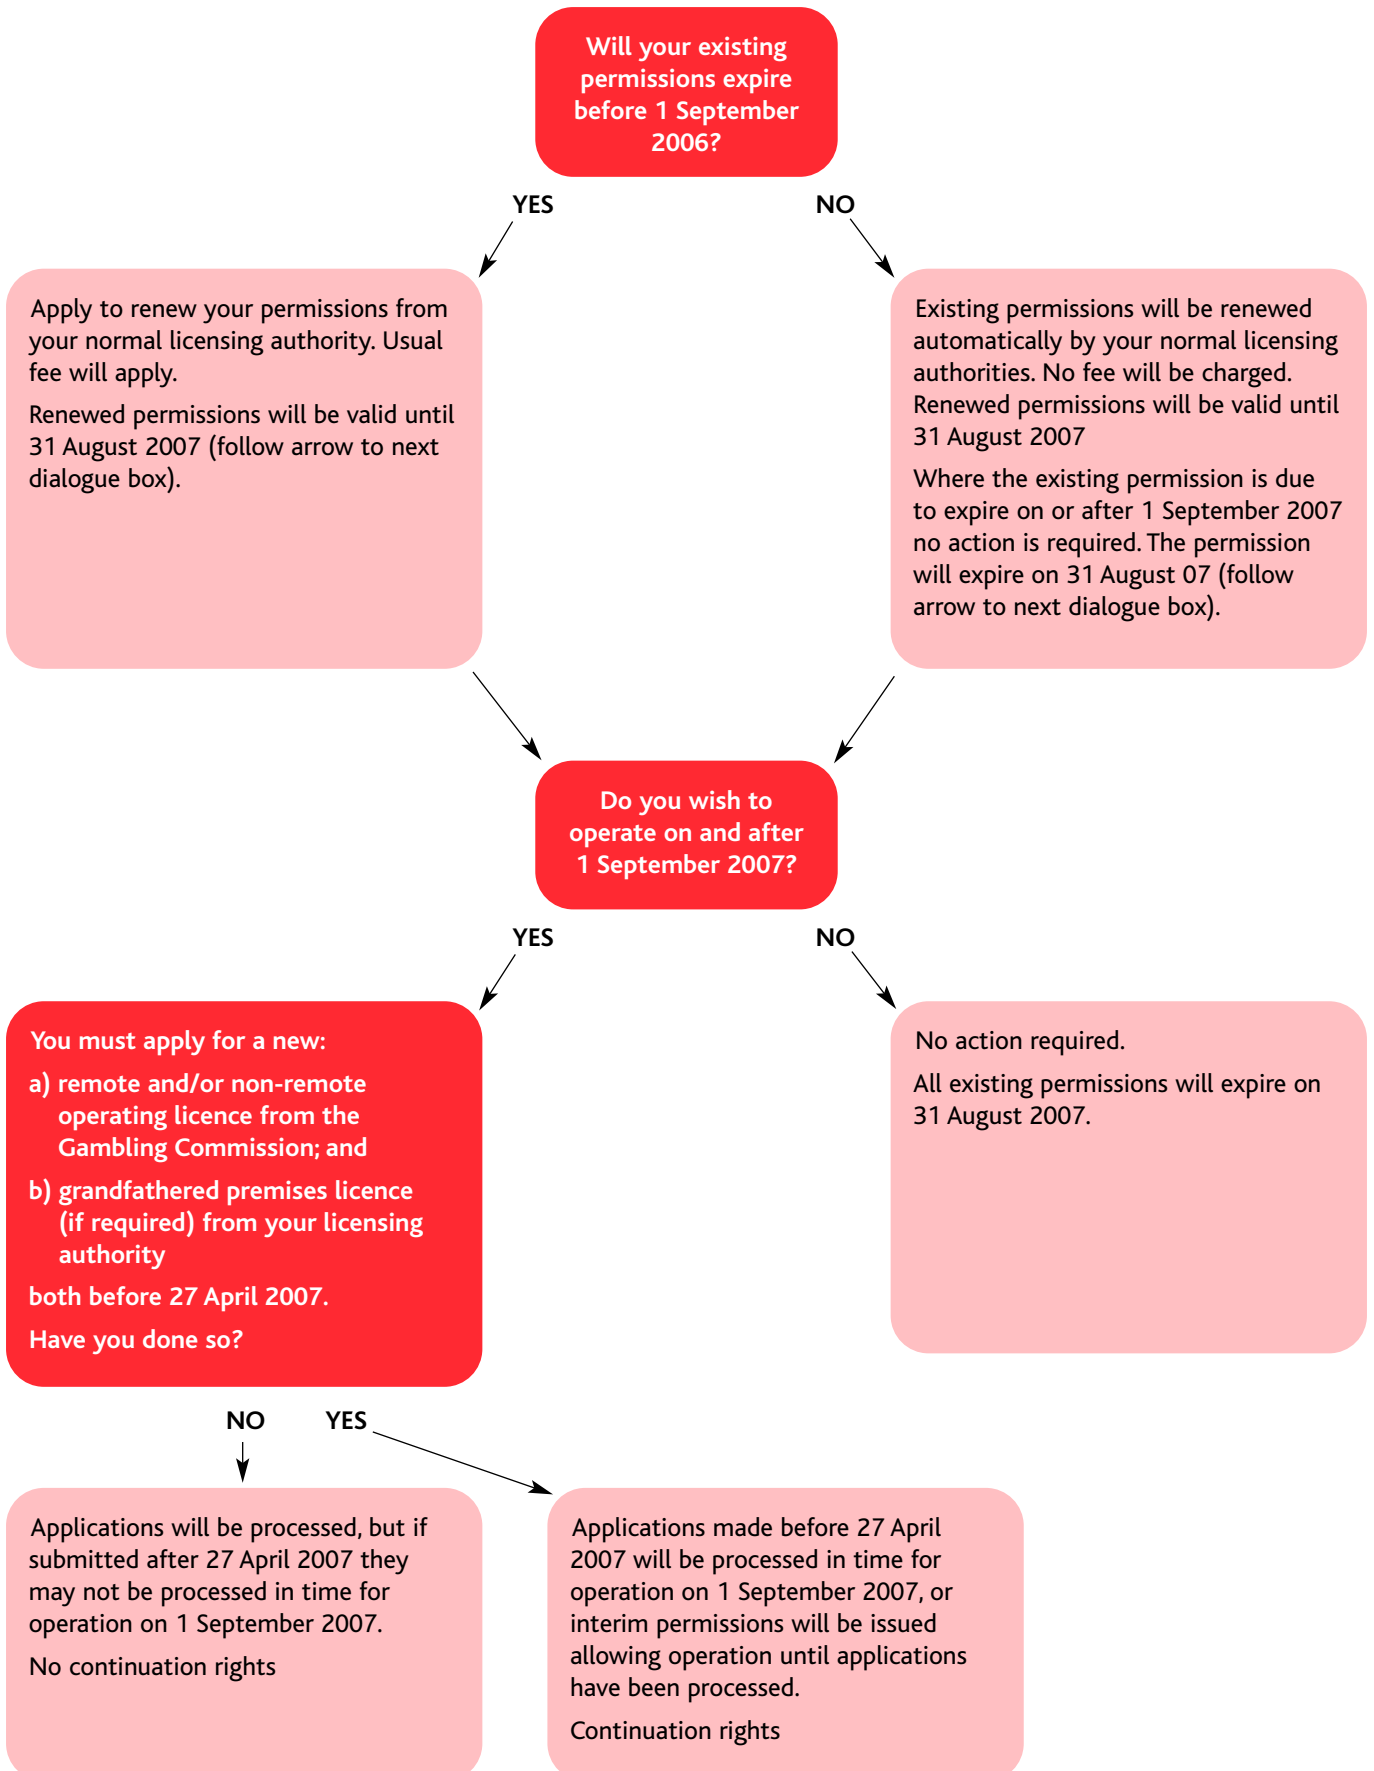 Will your existing
permissions expire
before 1 September
2006?
YES
NO
Apply to renew your permissions from
your normal licensing authority. Usual
fee will apply.
Renewed permissions will be valid until
31 August 2007 (follow arrow to next
dialogue box).
Existing permissions will be renewed
automatically by your normal licensing
authorities. No fee will be charged.
Renewed permissions will be valid until
31 August 2007
Where the existing permission is due
to expire on or after 1 September 2007
no action is required. The permission
will expire on 31 August 07 (follow
arrow to next dialogue box).
Do you wish to
operate on and after
1 September 2007?
YES
NO
You must apply for a new:
a) remote and/or non-remote
operating licence from the
Gambling Commission; and
b) grandfathered premises licence
(if required) from your licensing
authority
both before 27 April 2007.
Have you done so?
No action required.
All existing permissions will expire on
31 August 2007.
NO
YES
Applications will be processed, but if
submitted after 27 April 2007 they
may not be processed in time for
operation on 1 September 2007.
No continuation rights
Applications made before 27 April
2007 will be processed in time for
operation on 1 September 2007, or
interim permissions will be issued
allowing operation until applications
have been processed.
Continuation rights